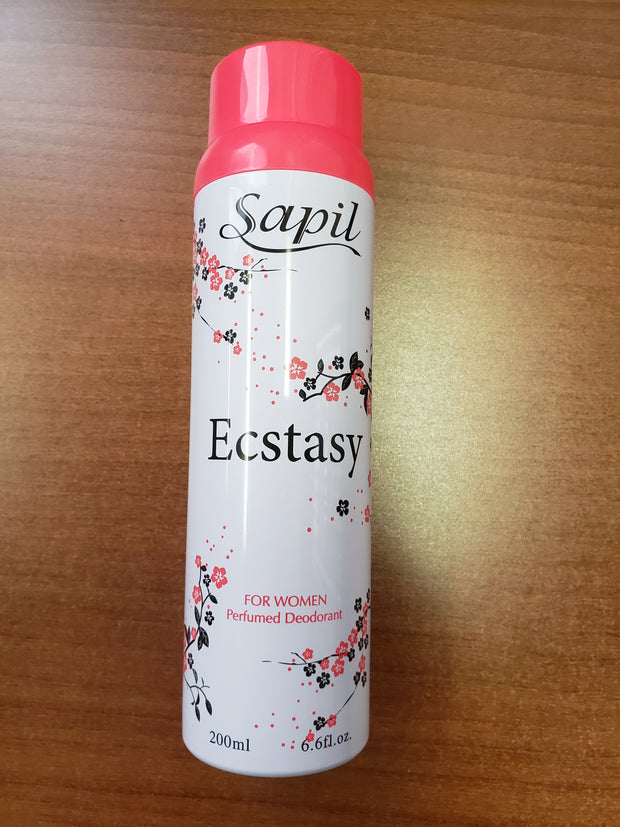 Sapil
Ecstasy
FOR WOMEN
Perfumed Deodorant
200ml 6.6fl.oz.